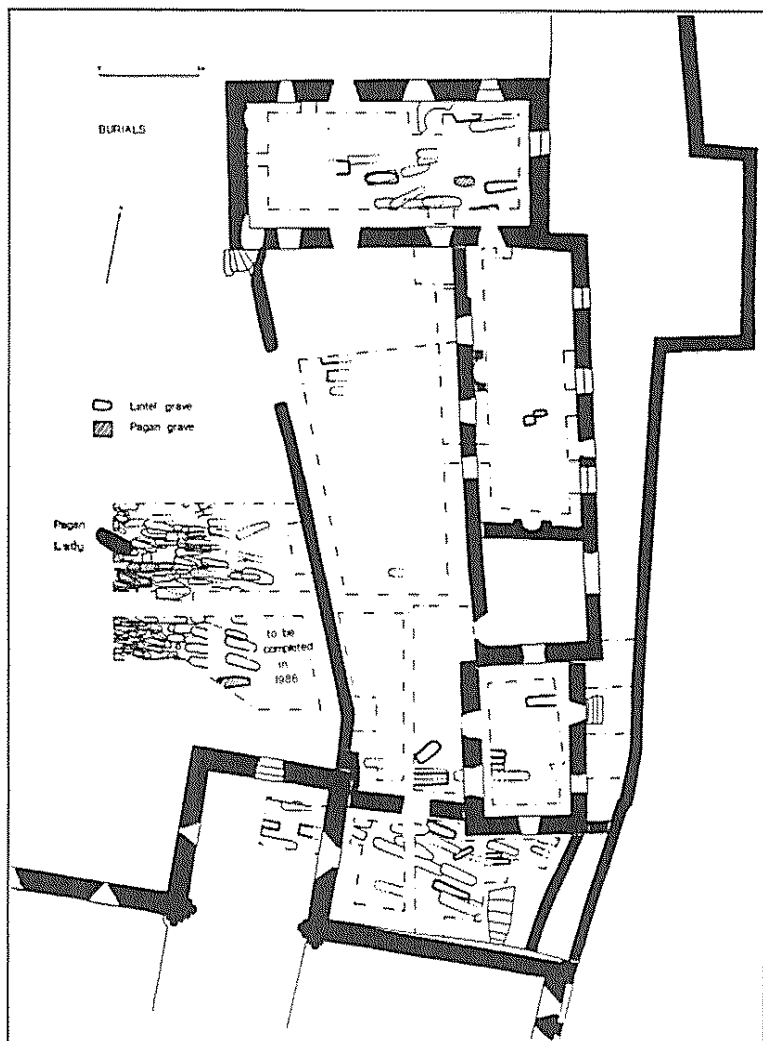 BURIALS
Lintel grave
Pagan grave
Pagan
Lady
to be
completed
in
1986